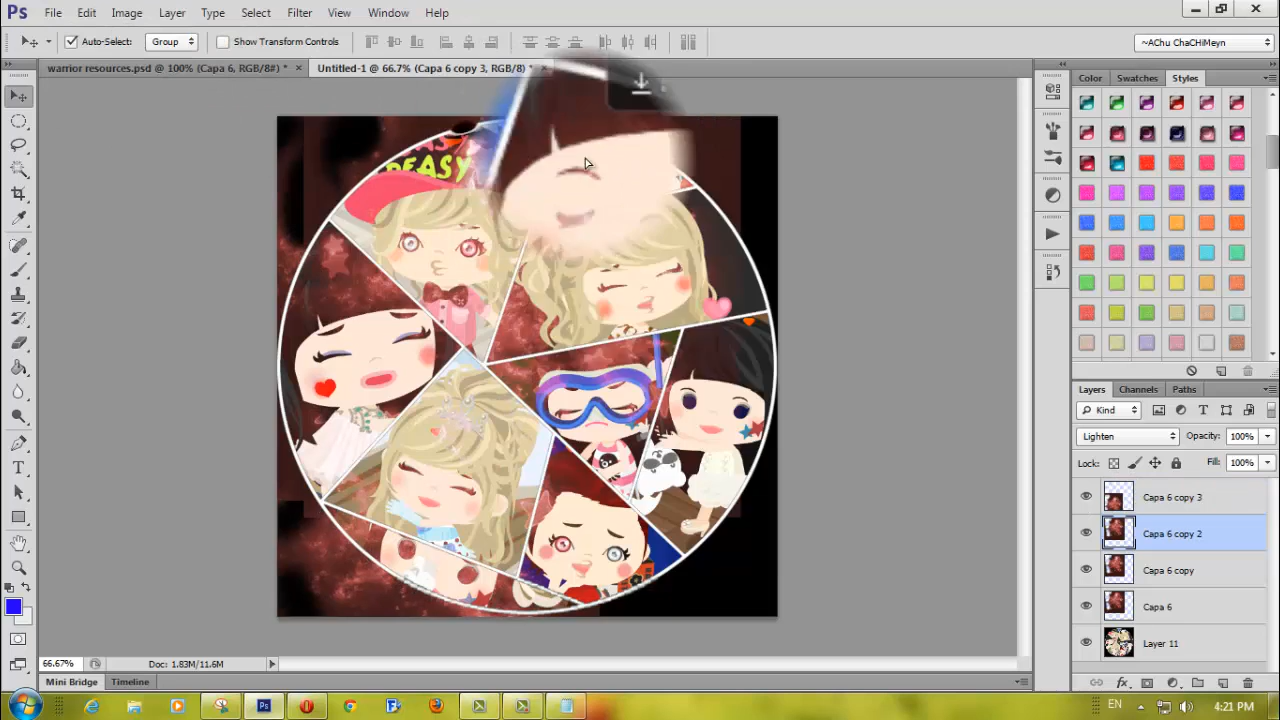 Ps File Edit Image Layer Type Select Filter View Window Help
Auto-Select: Group Show Transform Controls ~AChu ChaCHiMeyn
warrior resources.psd @ 100% (Capa 6, RGB/8#) * × Untitled-1 @ 66.7% (Capa 6 copy 3, RGB/8) * ×
Color Swatches Styles
PEASY
Layers Channels Paths
Kind
Lighten Opacity: 100%
Lock: Fill: 100%
Capa 6 copy 3
Capa 6 copy 2
Capa 6 copy
Capa 6
Layer 11
66.67% Doc: 1.83M/11.6M
Mini Bridge Timeline
EN 4:21 PM